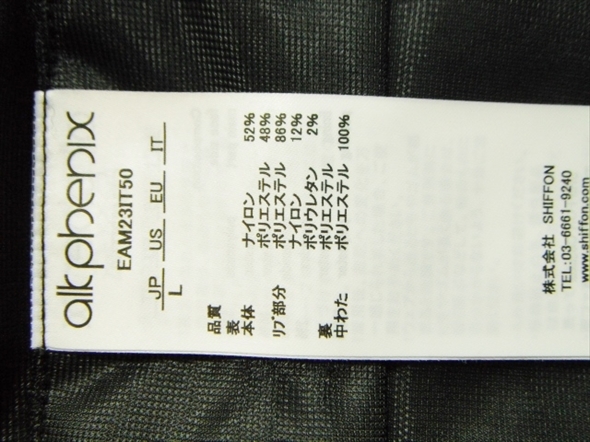 alk phenix
EAM23IT50
JP US EU IT
L
品質
表
本体 ナイロン 52%
ポリエステル 48%
リブ部分 ポリエステル 86%
ナイロン 12%
ポリウレタン 2%
裏 ポリエステル
中わた ポリエステル 100%
株式会社 SHIFFON
TEL:03-6661-9240
www.shiffon.com